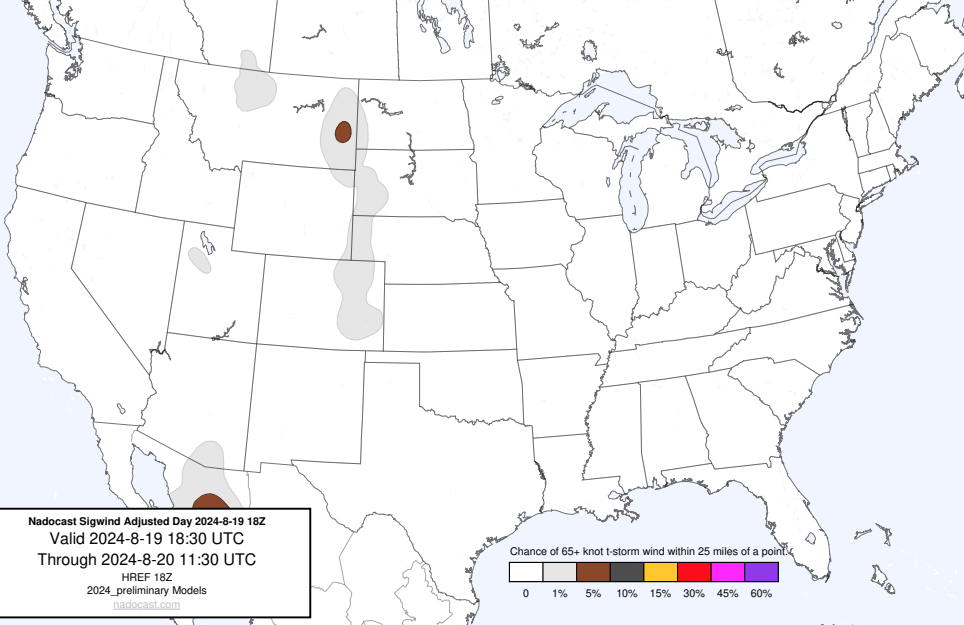 Nadocast Sigwind Adjusted Day 2024-8-19 18Z
Valid 2024-8-19 18:30 UTC
Through 2024-8-20 11:30 UTC
HREF 18Z
2024_preliminary Models
nadocast.com
Chance of 65+ knot t-storm wind within 25 miles of a point.
0 1% 5% 10% 15% 30% 45% 60%